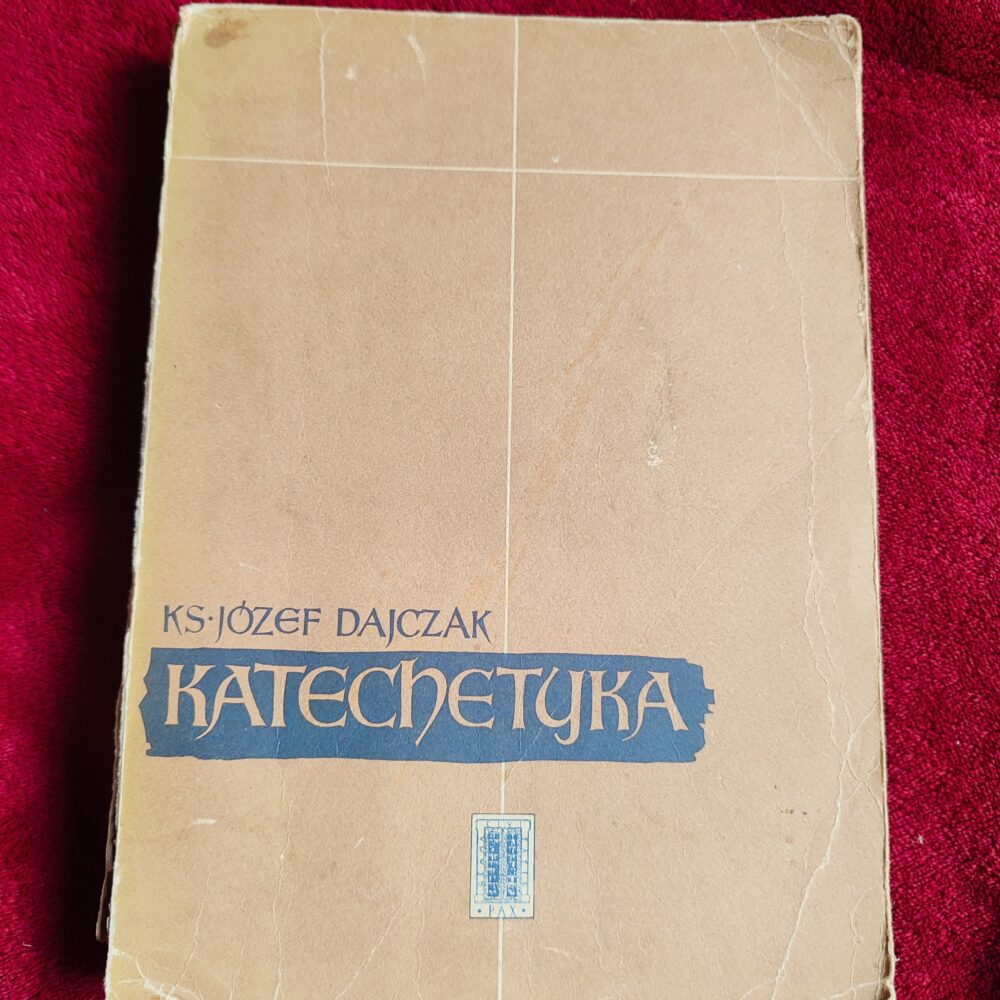 KS·JÓZEF DAJCZAK
KATECHETYKA
· PAX ·